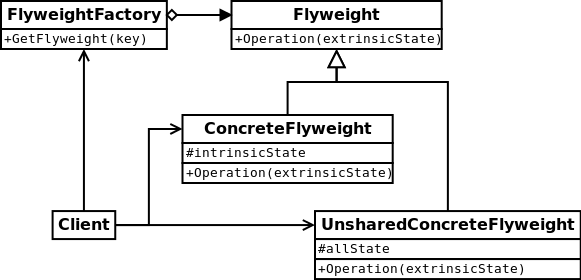 FlyweightFactory
+GetFlyweight(key)
Flyweight
+Operation(extrinsicState)
ConcreteFlyweight
#intrinsicState
+Operation(extrinsicState)
Client
UnsharedConcreteFlyweight
#allState
+Operation(extrinsicState)